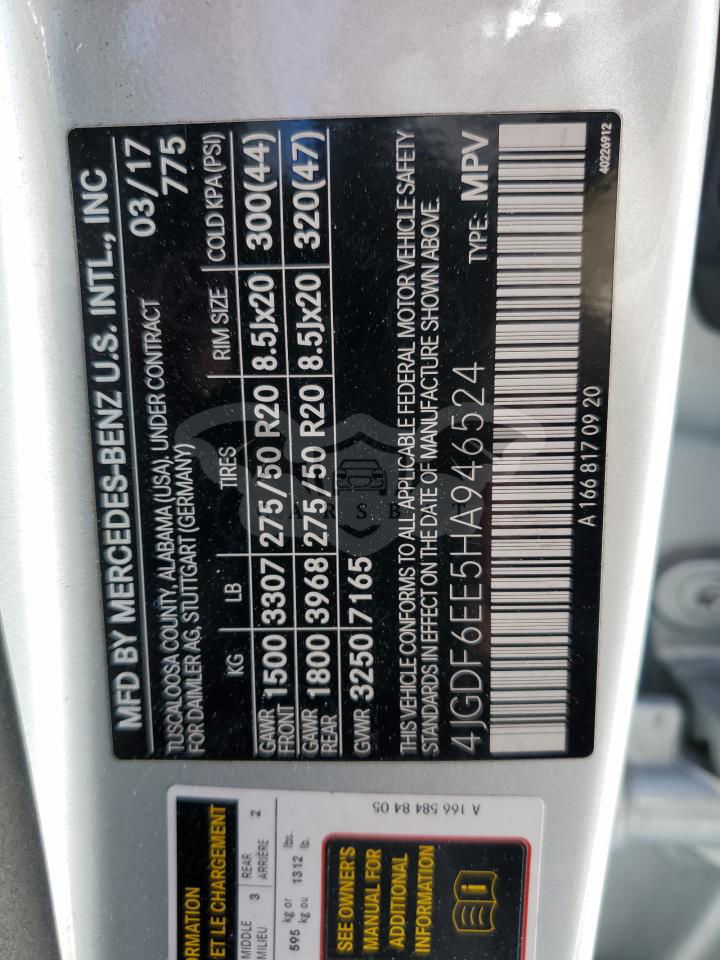 MFD BY MERCEDES-BENZ U.S. INTL., INC
TUSCALOOSA COUNTY, ALABAMA (USA), UNDER CONTRACT 03/17
FOR DAIMLER AG, STUTTGART (GERMANY) 775
KG LB TIRES RIM SIZE COLD KPA (PSI)
GAWR FRONT 1500 3307 275/50 R20 8.5Jx20 300(44)
GAWR REAR 1800 3968 275/50 R20 8.5Jx20 320(47)
GVWR 3250 7165
THIS VEHICLE CONFORMS TO ALL APPLICABLE FEDERAL MOTOR VEHICLE SAFETY
STANDARDS IN EFFECT ON THE DATE OF MANUFACTURE SHOWN ABOVE.
4JGDF6EE5HA946524 TYPE: MPV
A 166 817 09 20 40226912
ORMATION
ET LE CHARGEMENT
MIDDLE 3 REAR 2
MILIEU ARRIÈRE
595 kg or lbs.
kg ou 1312 lb.
A 166 584 84 05
SEE OWNER'S
MANUAL FOR
ADDITIONAL
INFORMATION